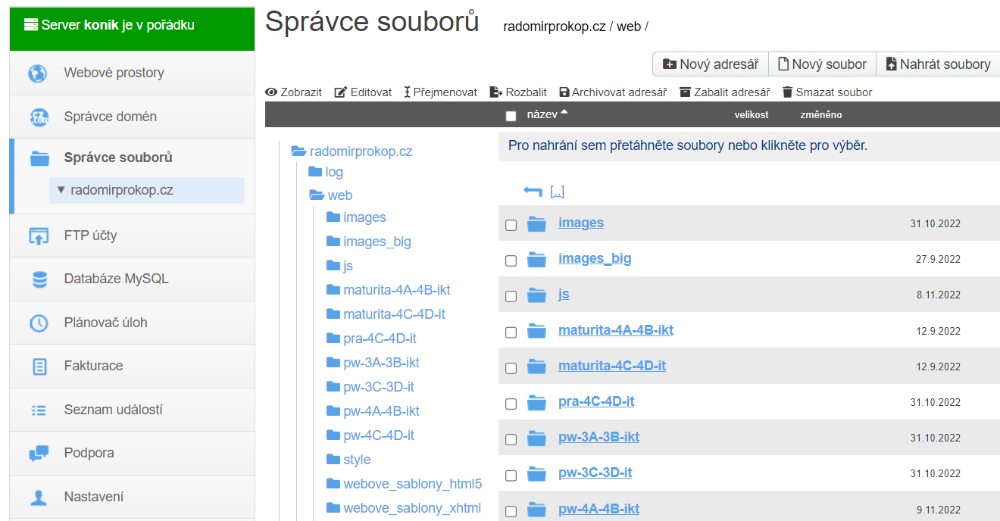 Server konik je v pořádku
Webové prostory
Správce domén
Správce souborů
▼ radomirprokop.cz
FTP účty
Databáze MySQL
Plánovač úloh
Fakturace
Seznam událostí
Podpora
Nastavení
Správce souborů radomirprokop.cz / web /
Nový adresář Nový soubor Nahrát soubory
Zobrazit Editovat Přejmenovat Rozbalit Archivovat adresář Zabalit adresář Smazat soubor
název velikost změněno
radomirprokop.cz
log
web
images
images_big
js
maturita-4A-4B-ikt
maturita-4C-4D-it
pra-4C-4D-it
pw-3A-3B-ikt
pw-3C-3D-it
pw-4A-4B-ikt
pw-4C-4D-it
style
webove_sablony_html5
webove_sablony_xhtml
Pro nahrání sem přetáhněte soubory nebo klikněte pro výběr.
[..]
images 31.10.2022
images_big 27.9.2022
js 8.11.2022
maturita-4A-4B-ikt 12.9.2022
maturita-4C-4D-it 12.9.2022
pra-4C-4D-it 31.10.2022
pw-3A-3B-ikt 31.10.2022
pw-3C-3D-it 31.10.2022
pw-4A-4B-ikt 9.11.2022